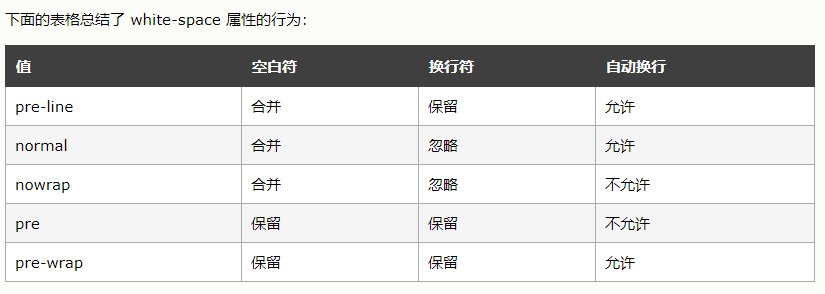 下面的表格总结了 white-space 属性的行为：
值 空白符 换行符 自动换行
pre-line 合并 保留 允许
normal 合并 忽略 允许
nowrap 合并 忽略 不允许
pre 保留 保留 不允许
pre-wrap 保留 保留 允许